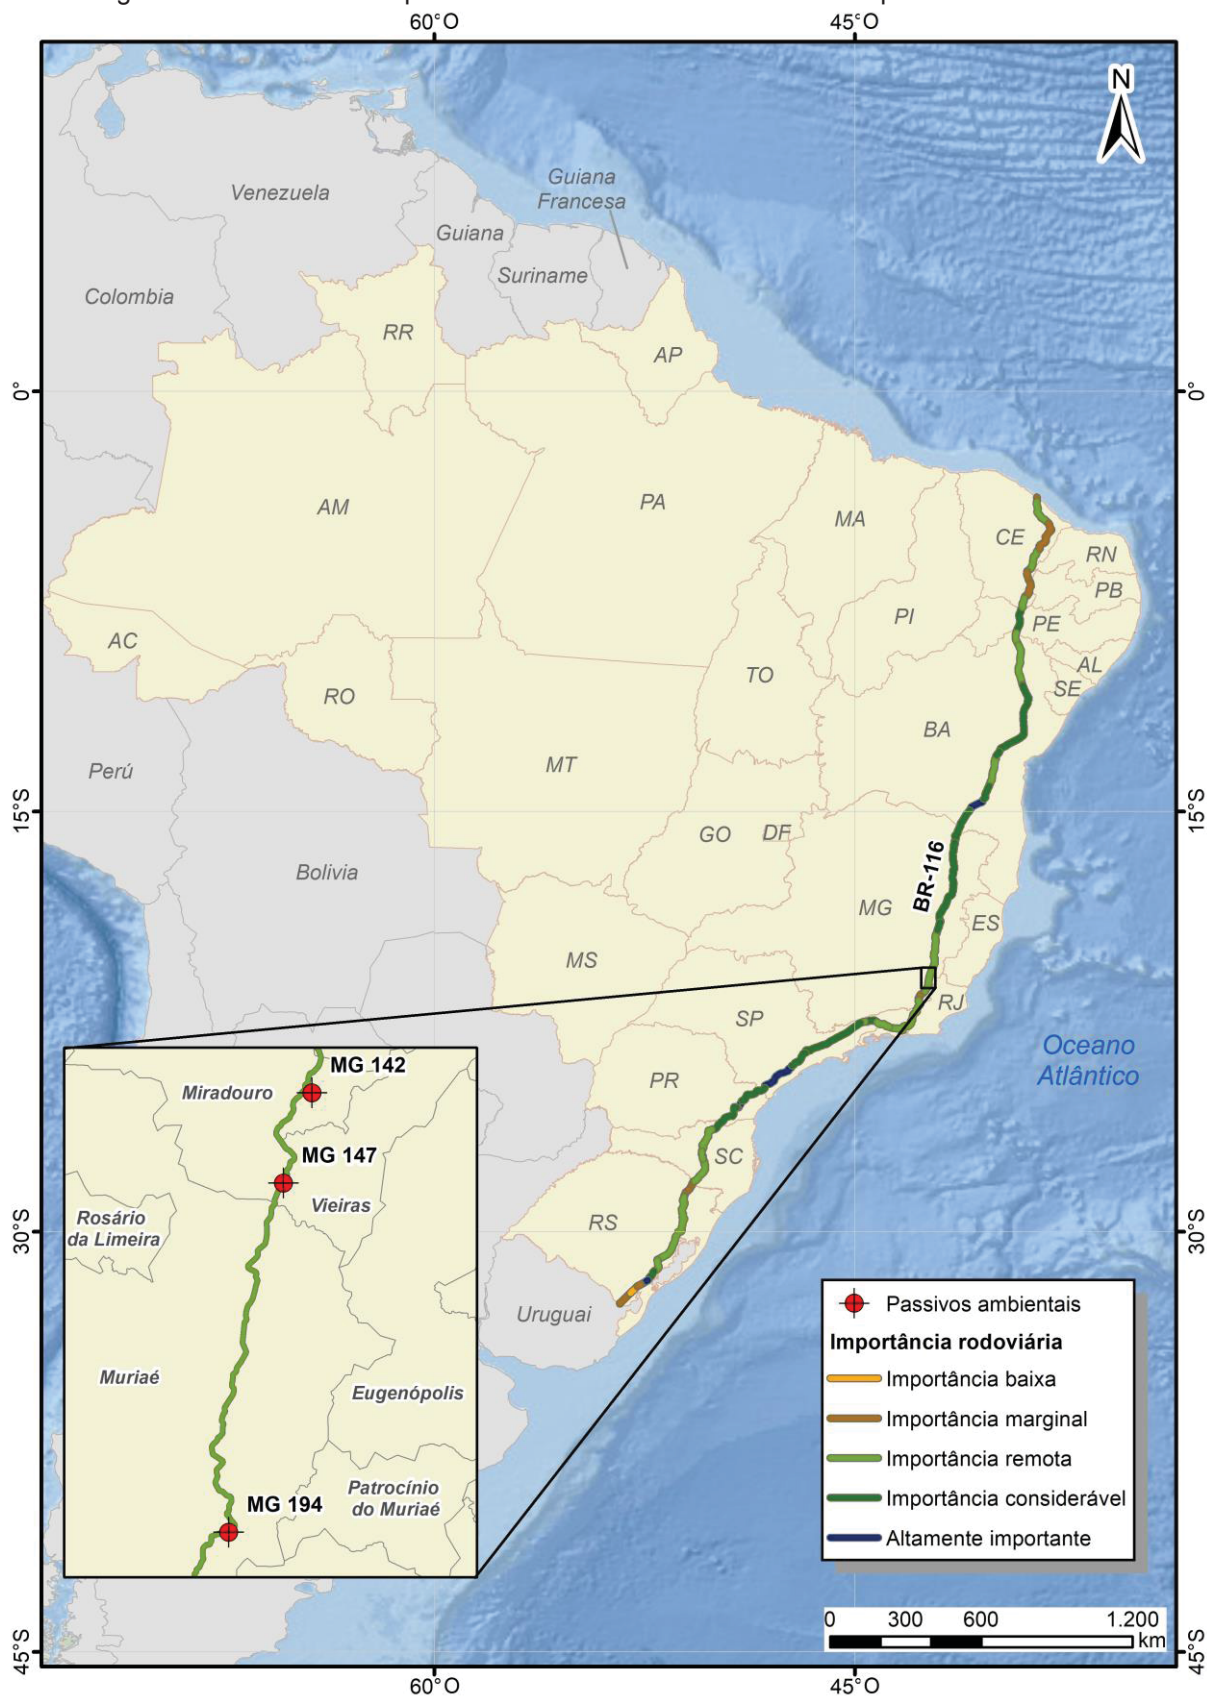 60°O
45°O
N
Venezuela
Guiana
Francesa
Guiana
Suriname
Colombia
RR
AP
0°
0°
AM
PA
MA
CE
RN
PB
PI
PE
AC
AL
SE
TO
RO
BA
MT
Perú
15°S
15°S
GO
DF
BR-116
Bolivia
MG
ES
MS
RJ
SP
Oceano
Atlântico
PR
MG 142
Miradouro
MG 147
SC
Vieiras
Rosário
da Limeira
RS
30°S
30°S
Uruguai
Passivos ambientais
Importância rodoviária
Muriaé
Importância baixa
Eugenópolis
Importância marginal
Importância remota
Patrocínio
do Muriaé
MG 194
Importância considerável
Altamente importante
0 300 600 1.200
km
45°S
45°S
60°O
45°O